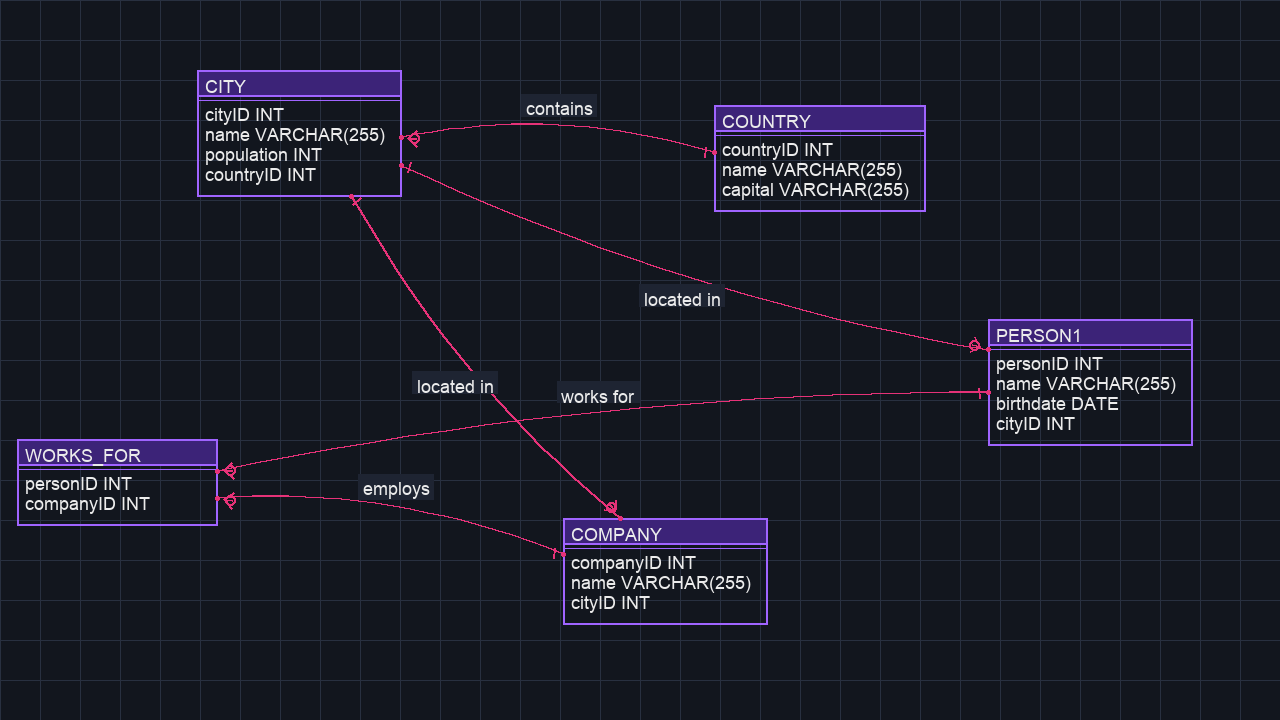 CITY
cityID INT
name VARCHAR(255)
population INT
countryID INT
contains
COUNTRY
countryID INT
name VARCHAR(255)
capital VARCHAR(255)
located in
PERSON1
personID INT
name VARCHAR(255)
birthdate DATE
cityID INT
located in
works for
WORKS_FOR
personID INT
companyID INT
employs
COMPANY
companyID INT
name VARCHAR(255)
cityID INT